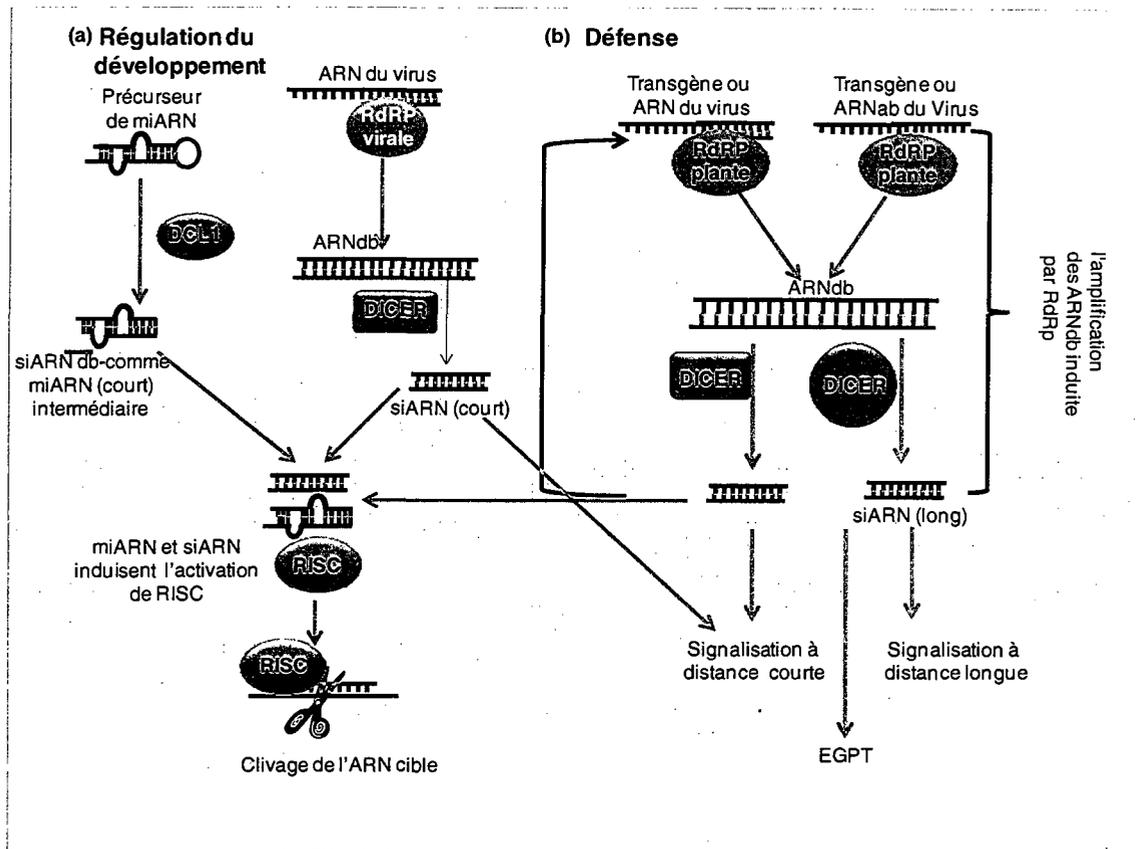 (a) Régulation du
développement
Précurseur
de miARN
DCL1
siARN db-comme
miARN (court)
intermédiaire
ARN du virus
RdRP
virale
ARNdb
DICER
siARN (court)
miARN et siARN
induisent l'activation
de RISC
RISC
RISC
Clivage de l'ARN cible
(b) Défense
Transgène ou
ARN du virus
RdRP
plante
Transgène ou
ARNab du Virus
RdRP
plante
ARNdb
DICER
DICER
siARN (long)
Signalisation à
distance courte
Signalisation à
distance longue
EGPT
l'amplification
des ARNdb induite
par RdRp